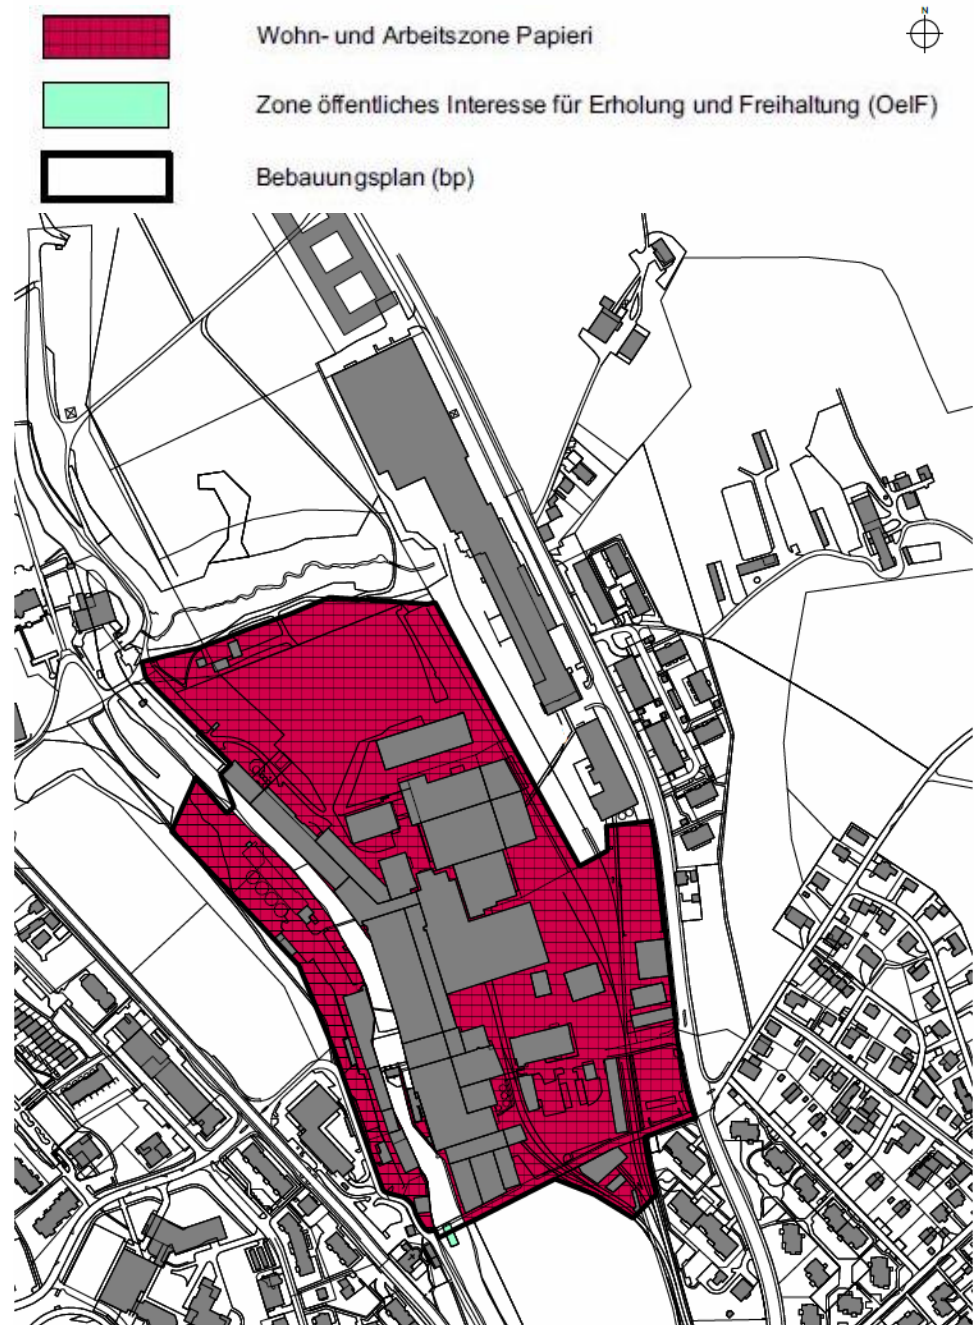 N
Wohn- und Arbeitszone Papieri
Zone öffentliches Interesse für Erholung und Freihaltung (OeIF)
Bebauungsplan (bp)